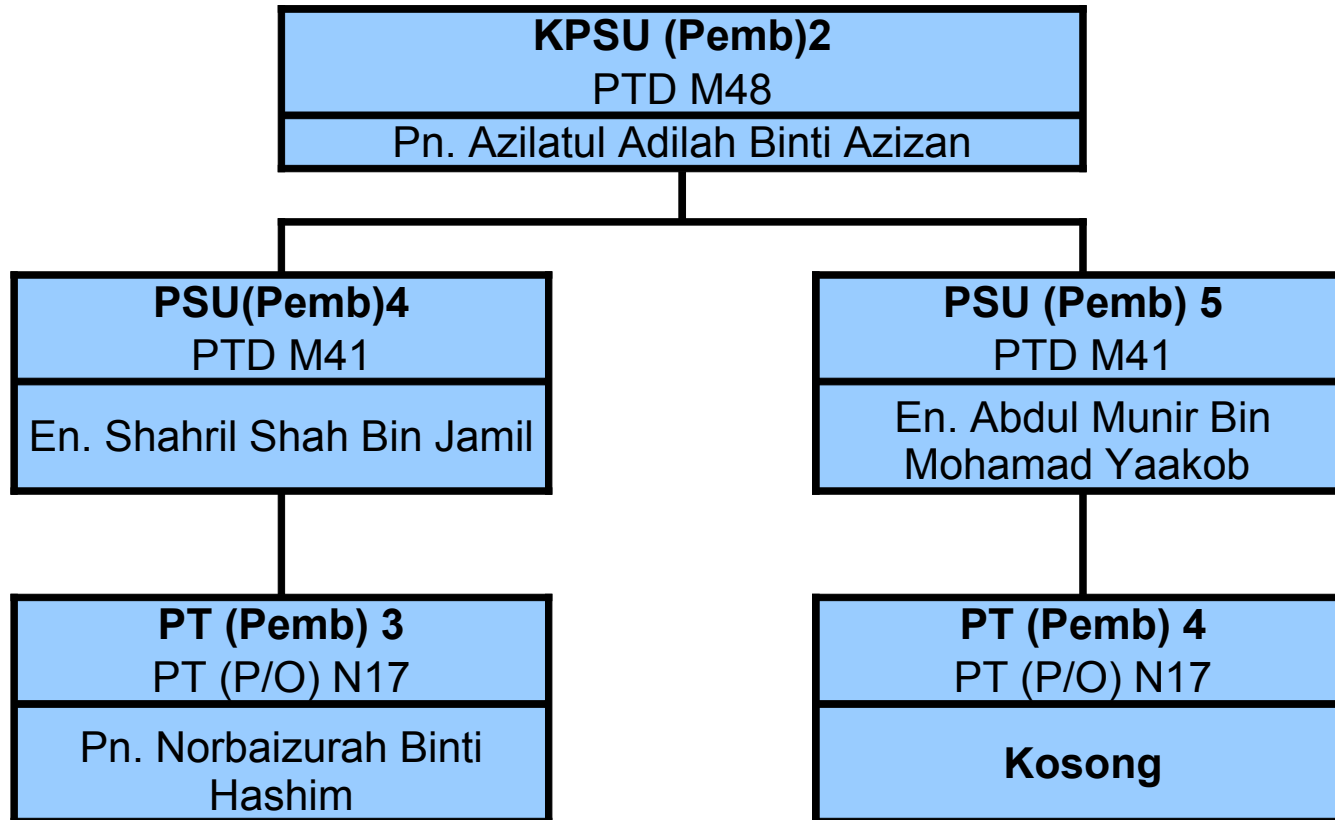 KPSU (Pemb)2
PTD M48
Pn. Azilatul Adilah Binti Azizan
PSU(Pemb)4
PTD M41
En. Shahril Shah Bin Jamil
PSU (Pemb) 5
PTD M41
En. Abdul Munir Bin
Mohamad Yaakob
PT (Pemb) 3
PT (P/O) N17
Pn. Norbaizurah Binti
Hashim
PT (Pemb) 4
PT (P/O) N17
Kosong